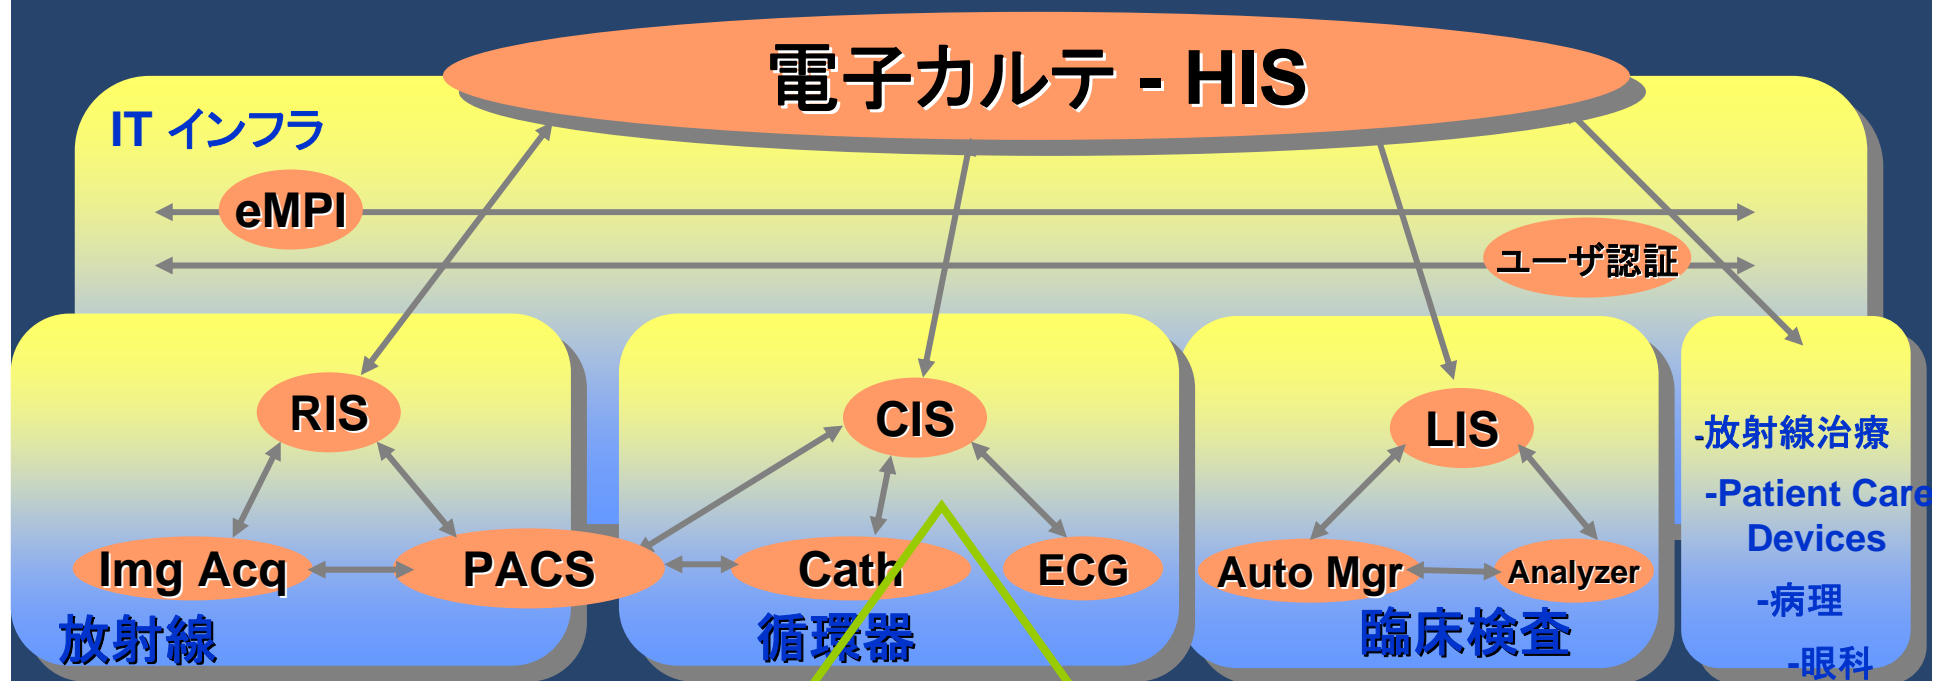 電子カルテ - HIS
IT インフラ
eMPI
ユーザ認証
RIS
CIS
LIS
-放射線治療
-Patient Care
Devices
-病理
-眼科
Img Acq
PACS
Cath
ECG
Auto Mgr
Analyzer
放射線
循環器
臨床検査